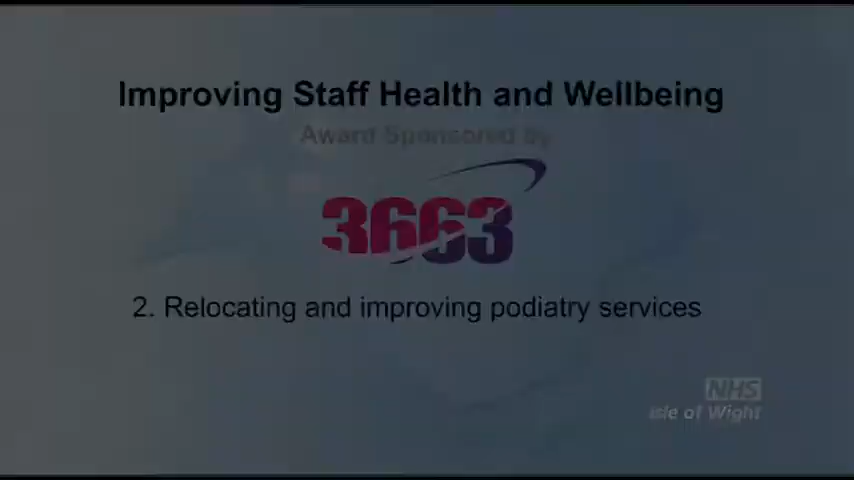 Improving Staff Health and Wellbeing
Award Sponsored by
3663
2. Relocating and improving podiatry services
NHS
Isle of Wight